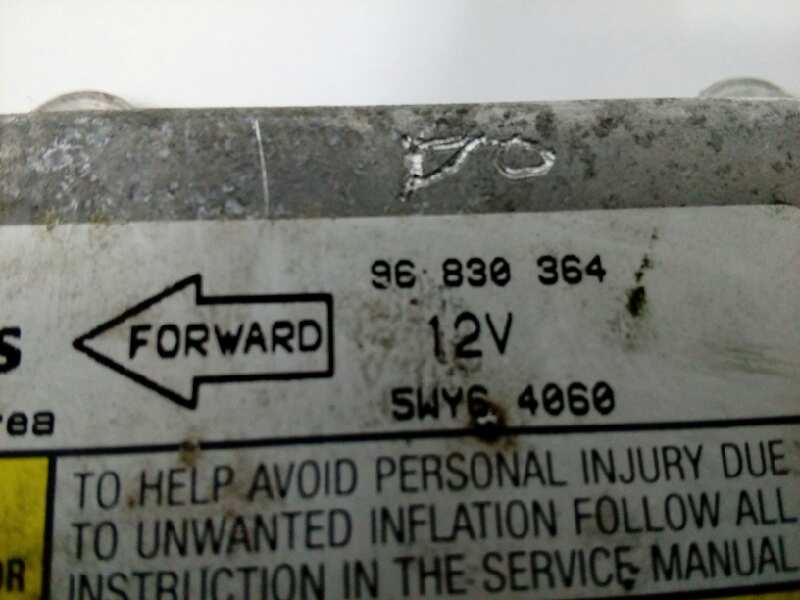 96 830 364
FORWARD
12V
5WY6 4060
TO HELP AVOID PERSONAL INJURY DUE
TO UNWANTED INFLATION FOLLOW ALL
INSTRUCTION IN THE SERVICE MANUAL